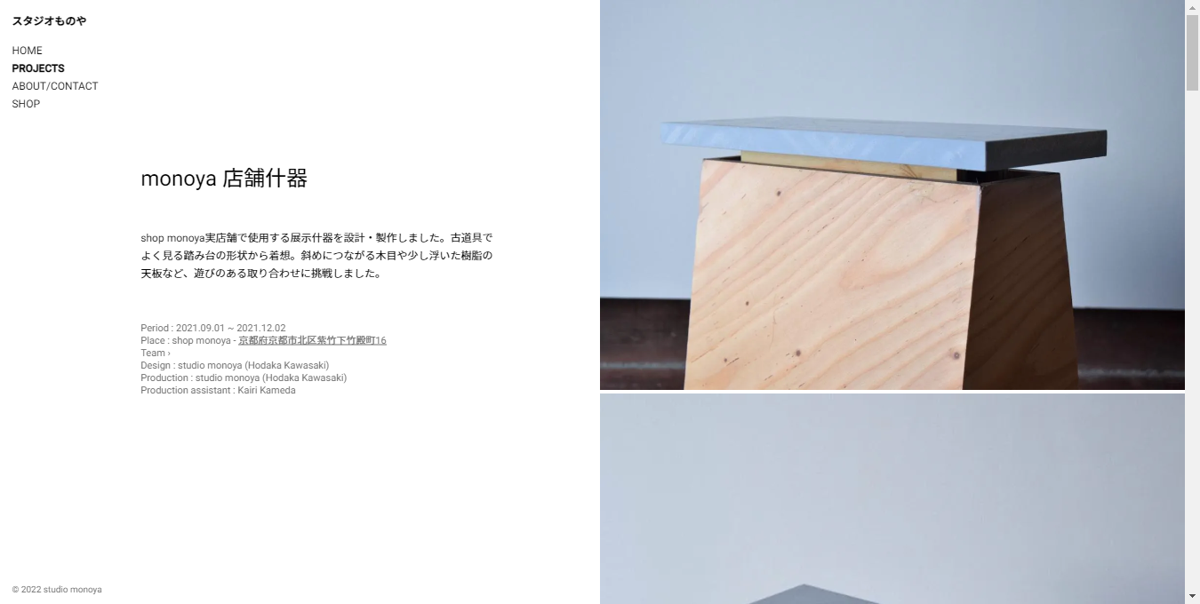 スタジオものや
HOME
PROJECTS
ABOUT/CONTACT
SHOP
monoya 店舗什器
shop monoya実店舗で使用する展示什器を設計・製作しました。古道具で
よく見る踏み台の形状から着想。斜めにつながる木目や少し浮いた樹脂の
天板など、遊びのある取り合わせに挑戦しました。
Period : 2021.09.01 ~ 2021.12.02
Place : shop monoya - 京都府京都市北区紫竹下竹殿町16
Team ›
Design : studio monoya (Hodaka Kawasaki)
Production : studio monoya (Hodaka Kawasaki)
Production assistant : Kairi Kameda
© 2022 studio monoya